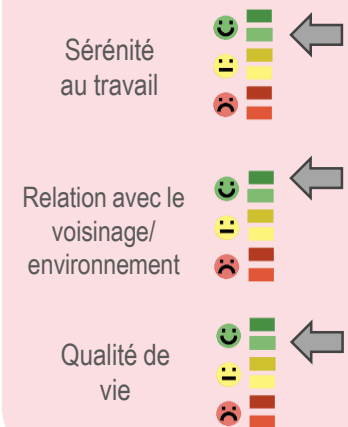 Sérénité
au travail
Relation avec le
voisinage/
environnement
Qualité de
vie